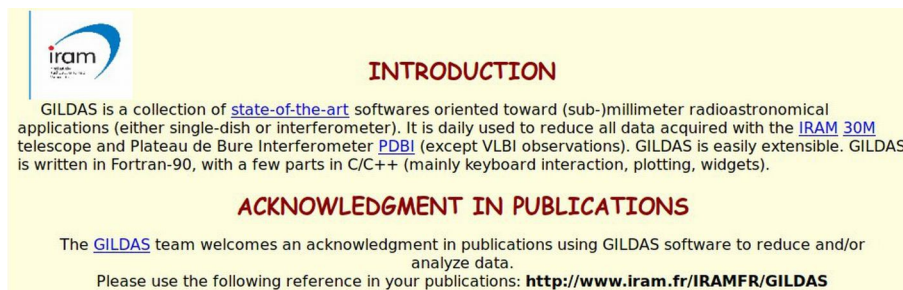 iram
INTRODUCTION
GILDAS is a collection of state-of-the-art softwares oriented toward (sub-)millimeter radioastronomical
applications (either single-dish or interferometer). It is daily used to reduce all data acquired with the IRAM 30M
telescope and Plateau de Bure Interferometer PDBI (except VLBI observations). GILDAS is easily extensible. GILDAS
is written in Fortran-90, with a few parts in C/C++ (mainly keyboard interaction, plotting, widgets).
ACKNOWLEDGMENT IN PUBLICATIONS
The GILDAS team welcomes an acknowledgment in publications using GILDAS software to reduce and/or
analyze data.
Please use the following reference in your publications: http://www.iram.fr/IRAMFR/GILDAS